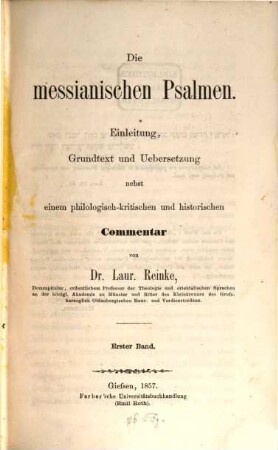 Die
messianischen Psalmen.
Einleitung,
Grundtext und Uebersetzung
nebst
einem philologisch-kritischen und historischen
Commentar
von
Dr. Laur. Reinke,
Domcapitular, ordentlichem Professor der Theologie und orientalischen Sprachen
an der königl. Akademie zu Münster und Ritter des Kleinkreuzes des Grofs-
herzoglich Oldenburgischen Haus- und Verdienstordens.
Erster Band.
Giefsen, 1857.
Ferber'sche Universitätsbuchhandlung
(Emil Roth).